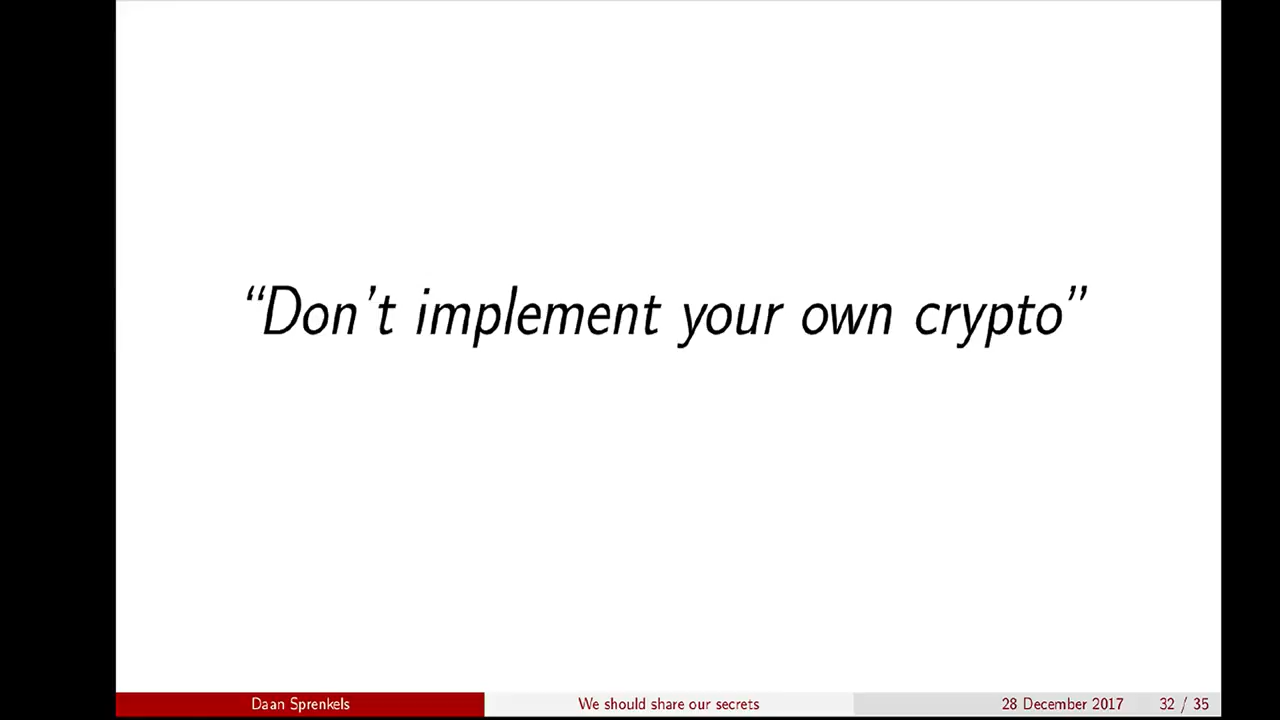 “Don’t implement your own crypto”
Daan Sprenkels
We should share our secrets
28 December 2017
32 / 35